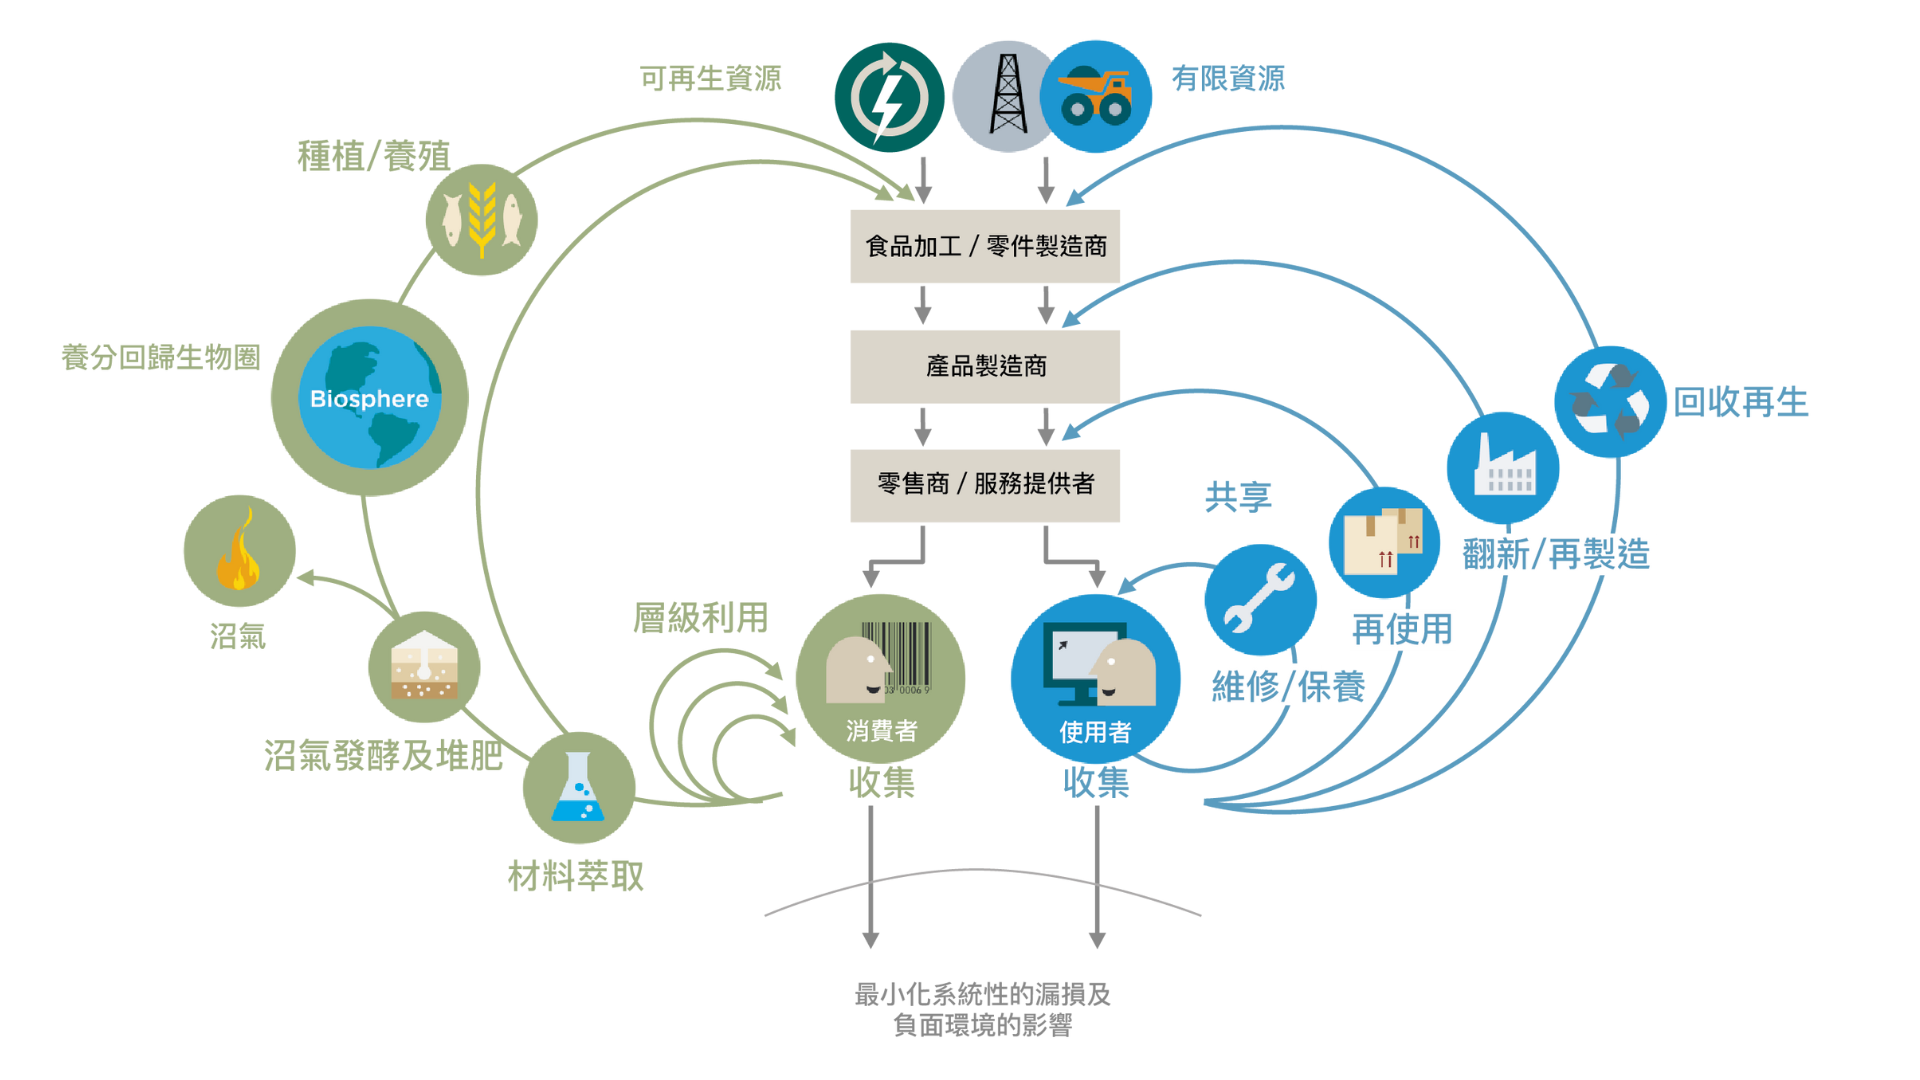 可再生資源
有限資源
種植/養殖
食品加工 / 零件製造商
養分回歸生物圈
Biosphere
產品製造商
回收再生
零售商 / 服務提供者
共享
翻新/再製造
沼氣
層級利用
再使用
維修/保養
03 0006 9
消費者
使用者
沼氣發酵及堆肥
收集
收集
材料萃取
最小化系統性的漏損及
負面環境的影響